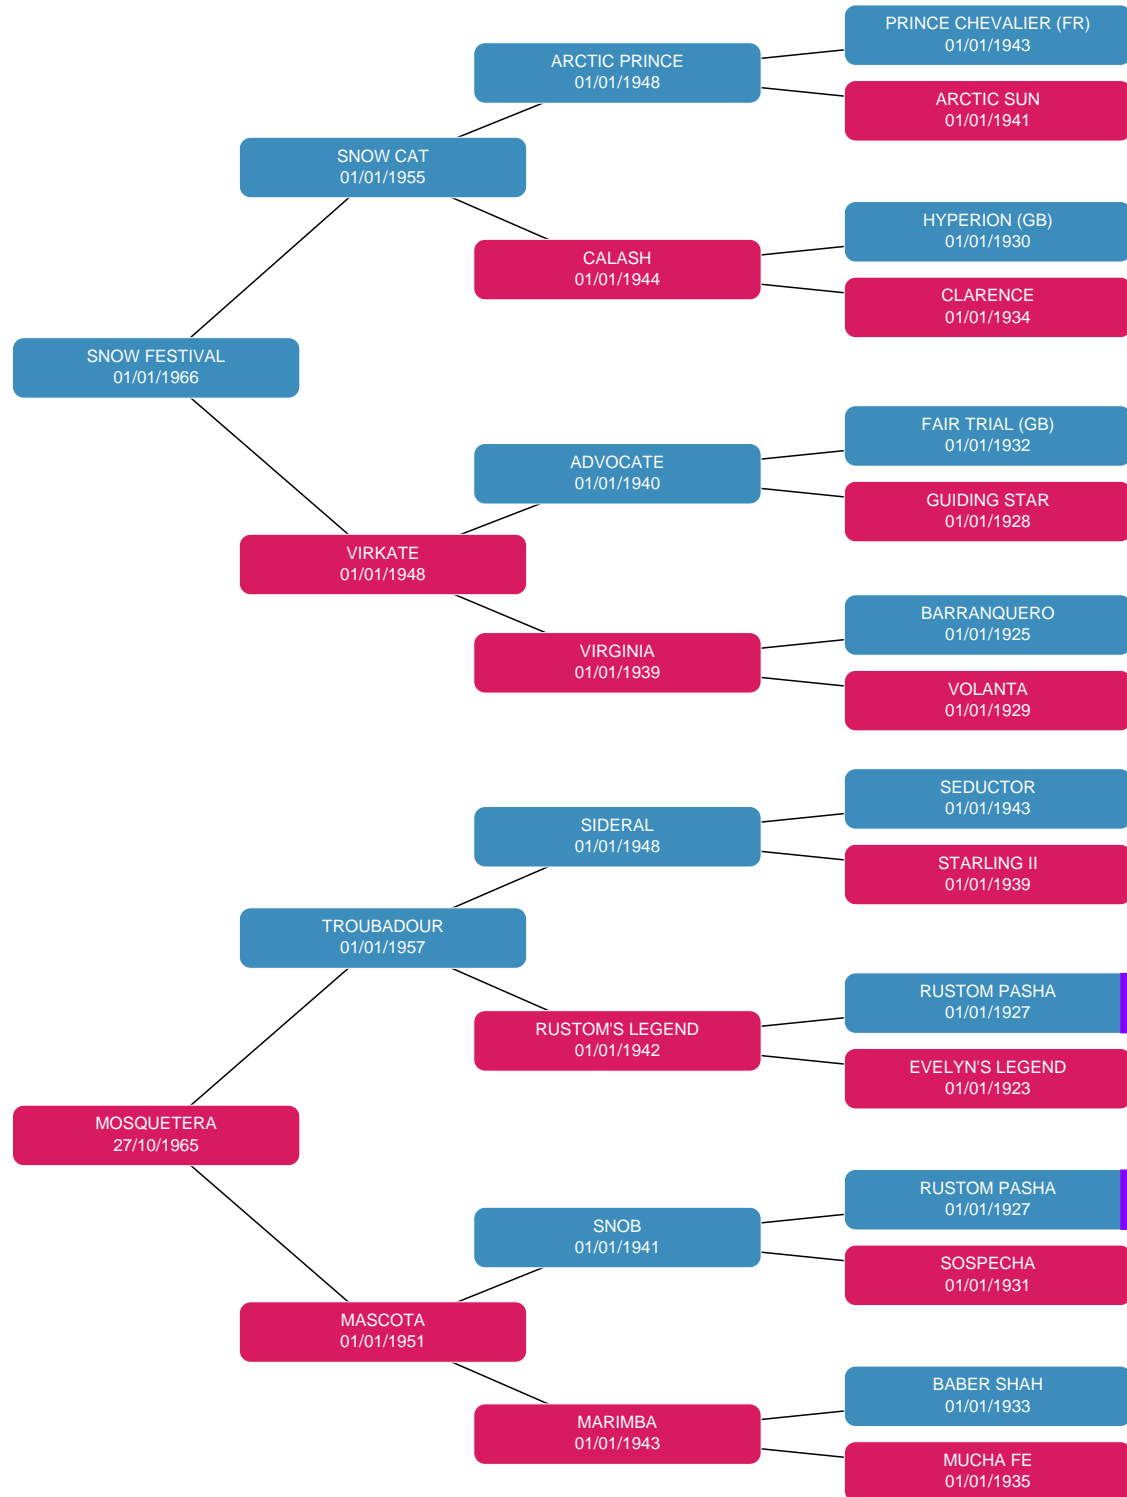 PRINCE CHEVALIER (FR)
01/01/1943
ARCTIC PRINCE
01/01/1948
ARCTIC SUN
01/01/1941
SNOW CAT
01/01/1955
HYPERION (GB)
01/01/1930
CALASH
01/01/1944
CLARENCE
01/01/1934
SNOW FESTIVAL
01/01/1966
FAIR TRIAL (GB)
01/01/1932
ADVOCATE
01/01/1940
GUIDING STAR
01/01/1928
VIRKATE
01/01/1948
BARRANQUERO
01/01/1925
VIRGINIA
01/01/1939
VOLANTA
01/01/1929
SEDUCTOR
01/01/1943
SIDERAL
01/01/1948
STARLING II
01/01/1939
TROUBADOUR
01/01/1957
RUSTOM PASHA
01/01/1927
RUSTOM'S LEGEND
01/01/1942
EVELYN'S LEGEND
01/01/1923
MOSQUETERA
27/10/1965
RUSTOM PASHA
01/01/1927
SNOB
01/01/1941
SOSPECHA
01/01/1931
MASCOTA
01/01/1951
BABER SHAH
01/01/1933
MARIMBA
01/01/1943
MUCHA FE
01/01/1935